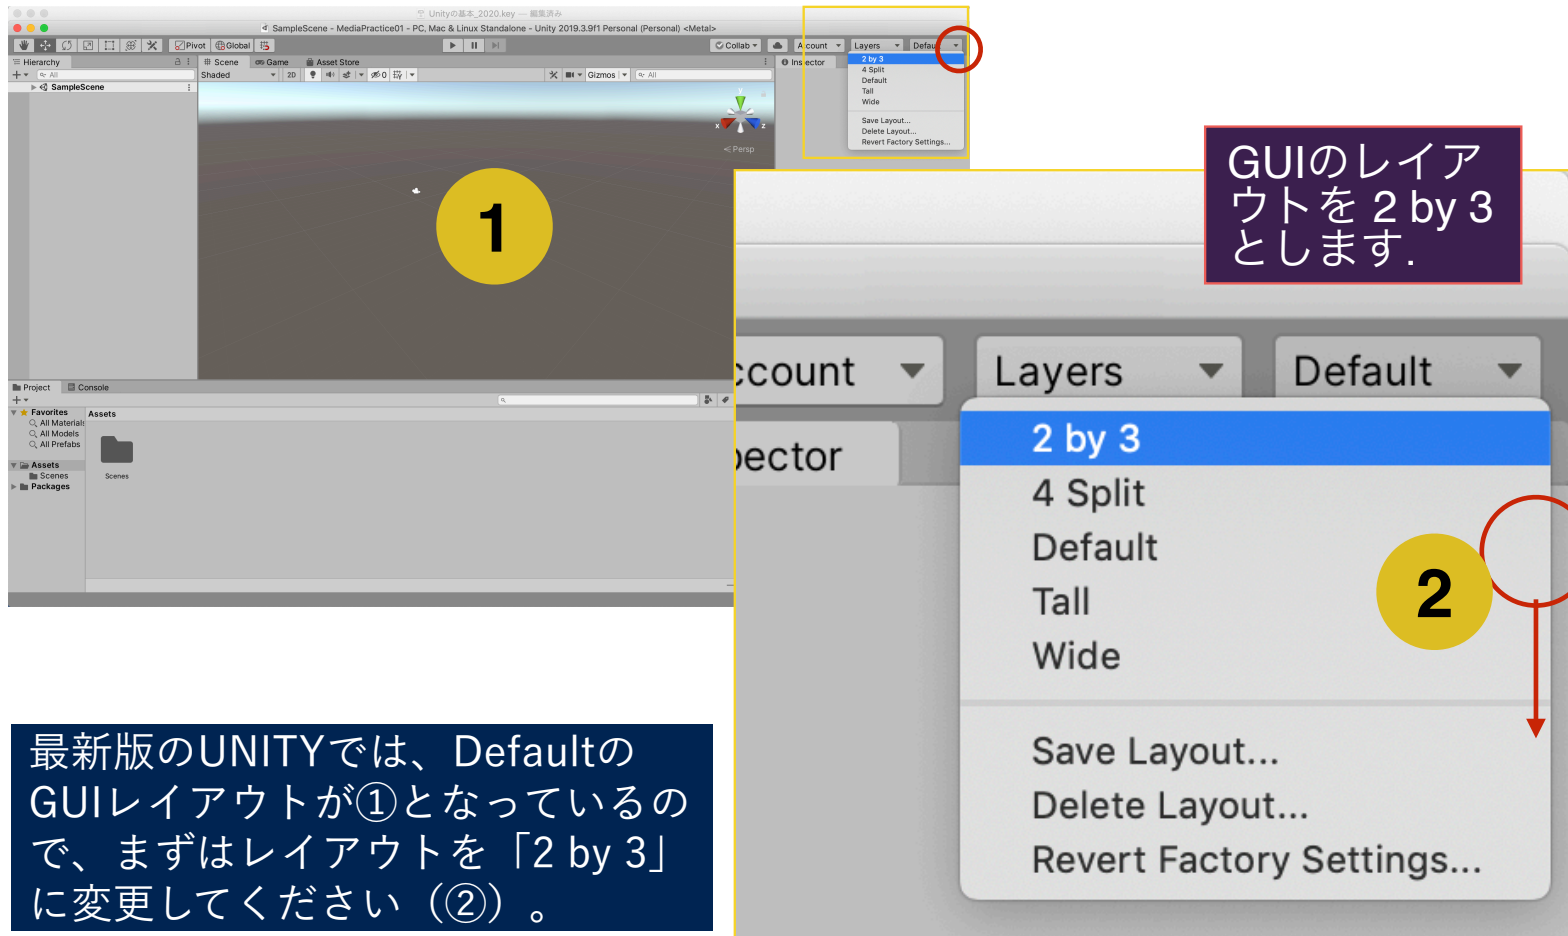 Unityの基本_2020.key — 編集済み
SampleScene - MediaPractice01 - PC, Mac & Linux Standalone - Unity 2019.3.9f1 Personal (Personal) <Metal>
Pivot Global Collab Account Layers Default
Hierarchy Scene Game Asset Store Inspector
All Shaded 2D 0 Gizmos All
SampleScene
2 by 3
4 Split
Default
Tall
Wide
Save Layout...
Delete Layout...
Revert Factory Settings...
y
x z
Persp
1
Project Console
Favorites Assets
All Materials
All Models
All Prefabs
Assets
Scenes Scenes
Packages
GUIのレイア
ウトを 2 by 3
とします.
ccount Layers Default
pector
2 by 3
4 Split
Default
Tall
Wide
2
Save Layout...
Delete Layout...
Revert Factory Settings...
最新版のUNITYでは、Defaultの
GUIレイアウトが①となっているの
で、まずはレイアウトを「2 by 3」
に変更してください（②）。